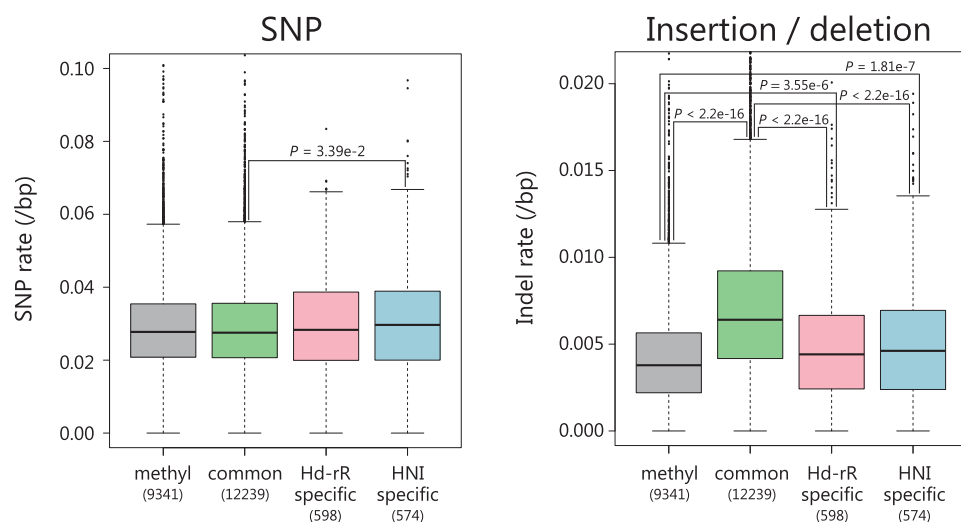 SNP
SNP rate (/bp)
0.10
0.08
0.06
0.04
0.02
0.00
P = 3.39e-2
methyl
(9341)
common
(12239)
Hd-rR
specific
(598)
HNI
specific
(574)
Insertion / deletion
Indel rate (/bp)
0.020
0.015
0.010
0.005
0.000
P = 1.81e-7
P = 3.55e-6
P < 2.2e-16
P < 2.2e-16
P < 2.2e-16
methyl
(9341)
common
(12239)
Hd-rR
specific
(598)
HNI
specific
(574)